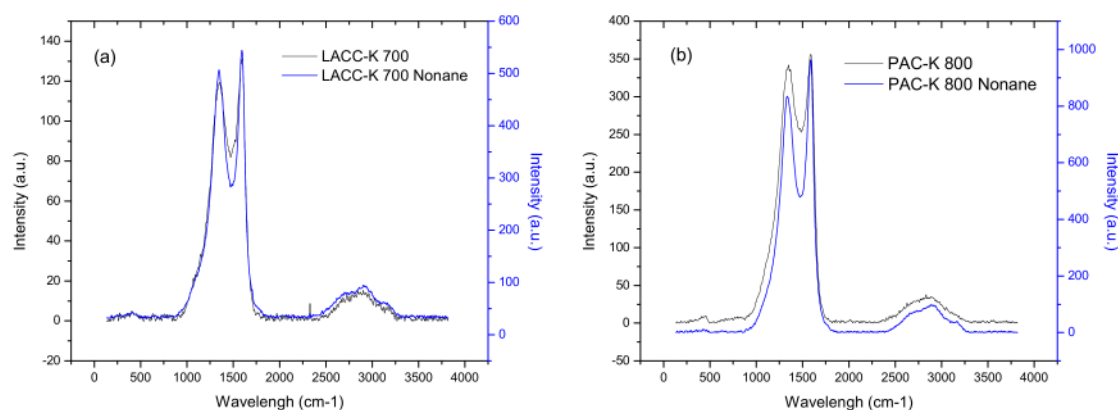 (a)
LACC-K 700
LACC-K 700 Nonane
Intensity (a.u.)
140
120
100
80
60
40
20
0
-20
600
500
400
300
200
100
0
Intensity (a.u.)
0 500 1000 1500 2000 2500 3000 3500 4000
Wavelengh (cm-1)
(b)
PAC-K 800
PAC-K 800 Nonane
Intensity (a.u.)
400
350
300
250
200
150
100
50
0
-50
1000
800
600
400
200
0
Intensity (a.u.)
0 500 1000 1500 2000 2500 3000 3500 4000
Wavelengh (cm-1)